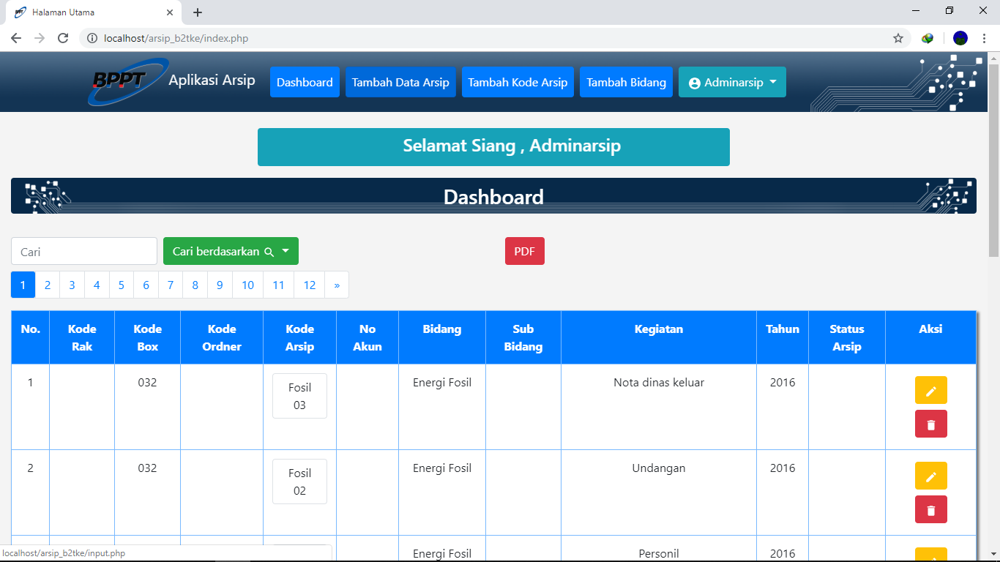 Halaman Utama
localhost/arsip_b2tke/index.php
BPPT Aplikasi Arsip Dashboard Tambah Data Arsip Tambah Kode Arsip Tambah Bidang Adminarsip
Selamat Siang , Adminarsip
Dashboard
Cari Cari berdasarkan PDF
1 2 3 4 5 6 7 8 9 10 11 12 »
No. Kode Rak Kode Box Kode Ordner Kode Arsip No Akun Bidang Sub Bidang Kegiatan Tahun Status Arsip Aksi
1 032 Fosil 03 Energi Fosil Nota dinas keluar 2016
2 032 Fosil 02 Energi Fosil Undangan 2016
Energi Fosil Personil 2016
localhost/arsip_b2tke/input.php